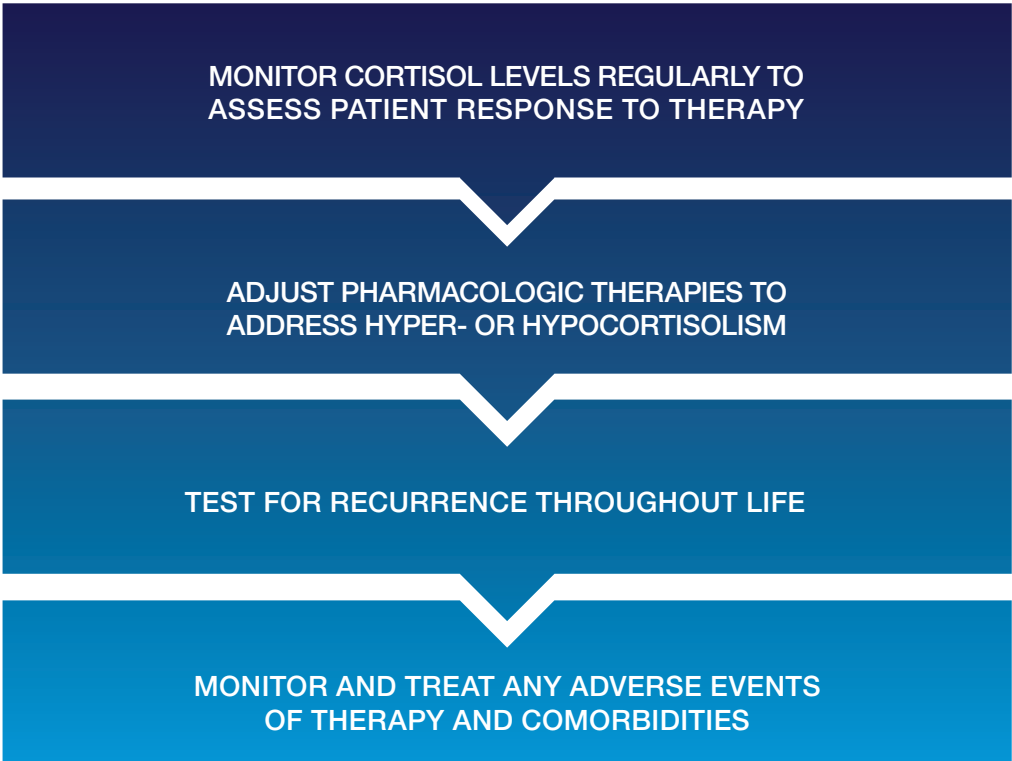 MONITOR CORTISOL LEVELS REGULARLY TO
ASSESS PATIENT RESPONSE TO THERAPY
ADJUST PHARMACOLOGIC THERAPIES TO
ADDRESS HYPER- OR HYPOCORTISOLISM
TEST FOR RECURRENCE THROUGHOUT LIFE
MONITOR AND TREAT ANY ADVERSE EVENTS
OF THERAPY AND COMORBIDITIES